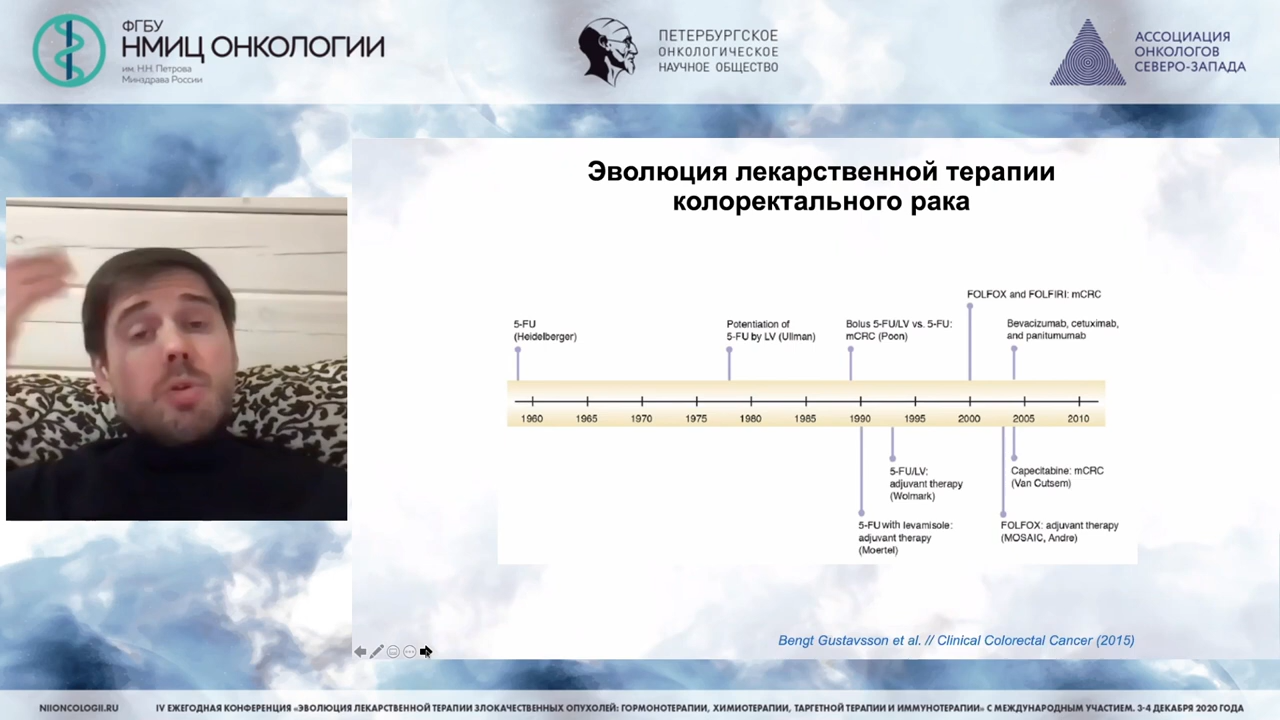 ФГБУ
НМИЦ ОНКОЛОГИИ
им. Н.Н. Петрова
Минздрава России
ПЕТЕРБУРГСКОЕ
ОНКОЛОГИЧЕСКОЕ
НАУЧНОЕ ОБЩЕСТВО
АССОЦИАЦИЯ
ОНКОЛОГОВ
СЕВЕРО-ЗАПАДА
Эволюция лекарственной терапии
колоректального рака
FOLFOX and FOLFIRI: mCRC
5-FU
(Heidelberger)
Potentiation of
5-FU by LV (Ullman)
Bolus 5-FU/LV vs. 5-FU:
mCRC (Poon)
Bevacizumab, cetuximab,
and panitumumab
1960 1965 1970 1975 1980 1985 1990 1995 2000 2005 2010
5-FU/LV:
adjuvant therapy
(Wolmark)
Capecitabine: mCRC
(Van Cutsem)
5-FU with levamisole:
adjuvant therapy
(Moertel)
FOLFOX: adjuvant therapy
(MOSAIC, Andre)
Bengt Gustavsson et al. // Clinical Colorectal Cancer (2015)
NIIONCOLOGII.RU
IV ЕЖЕГОДНАЯ КОНФЕРЕНЦИЯ «ЭВОЛЮЦИЯ ЛЕКАРСТВЕННОЙ ТЕРАПИИ ЗЛОКАЧЕСТВЕННЫХ ОПУХОЛЕЙ: ГОРМОНОТЕРАПИИ, ХИМИОТЕРАПИИ, ТАРГЕТНОЙ ТЕРАПИИ И ИММУНОТЕРАПИИ» С МЕЖДУНАРОДНЫМ УЧАСТИЕМ. 3-4 ДЕКАБРЯ 2020 ГОДА